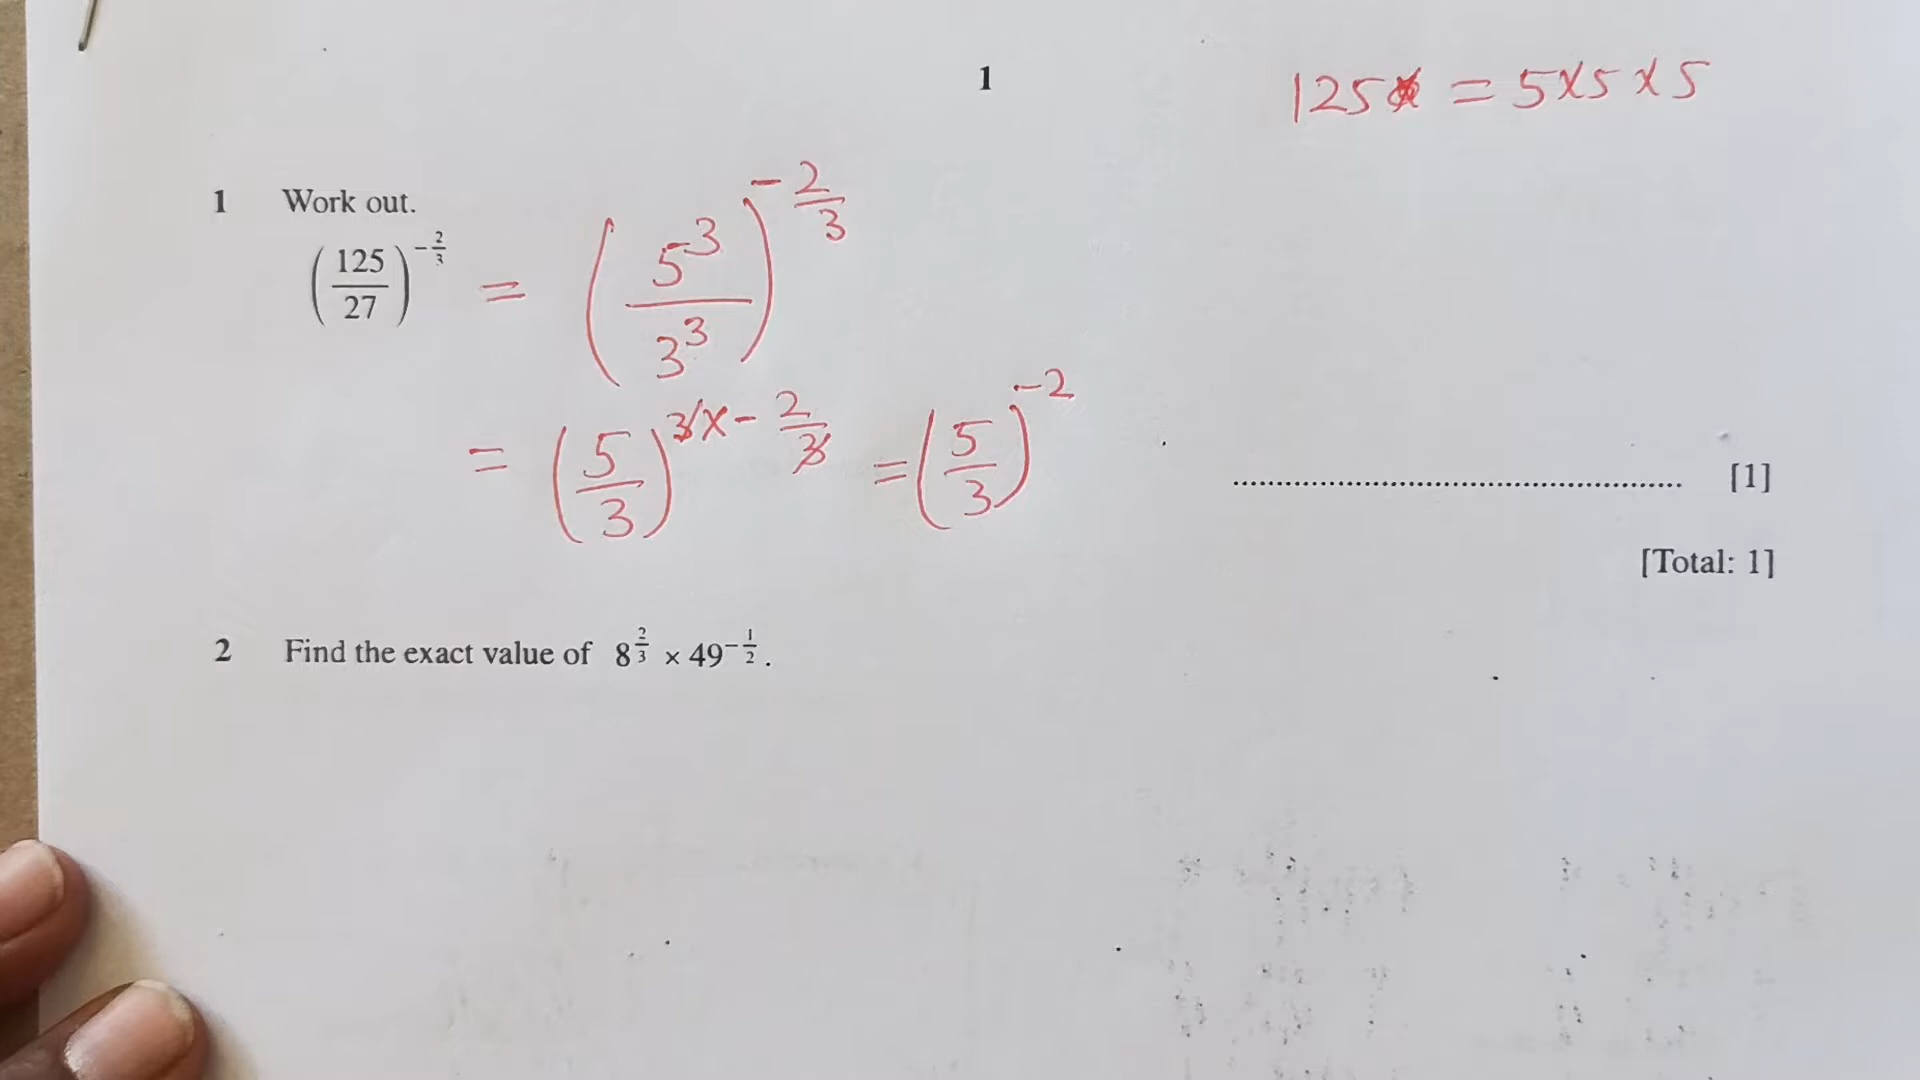 1
125 = 5×5×5
1 Work out.
(125/27)^(-2/3) = (5^3/3^3)^(-2/3)
= (5/3)^(3×-2/3) = (5/3)^(-2)
.................................................. [1]
[Total: 1]
2 Find the exact value of 8^(2/3) × 49^(-1/2).